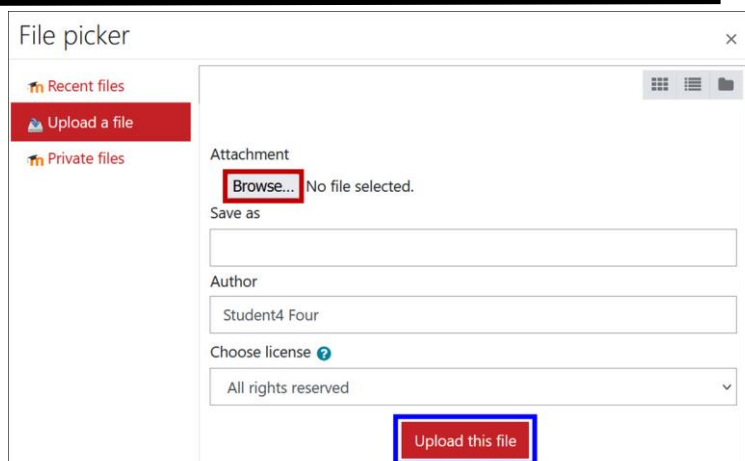 File picker
×
Recent files
Upload a file
Private files
Attachment
Browse... No file selected.
Save as
Author
Student4 Four
Choose license ?
All rights reserved
Upload this file